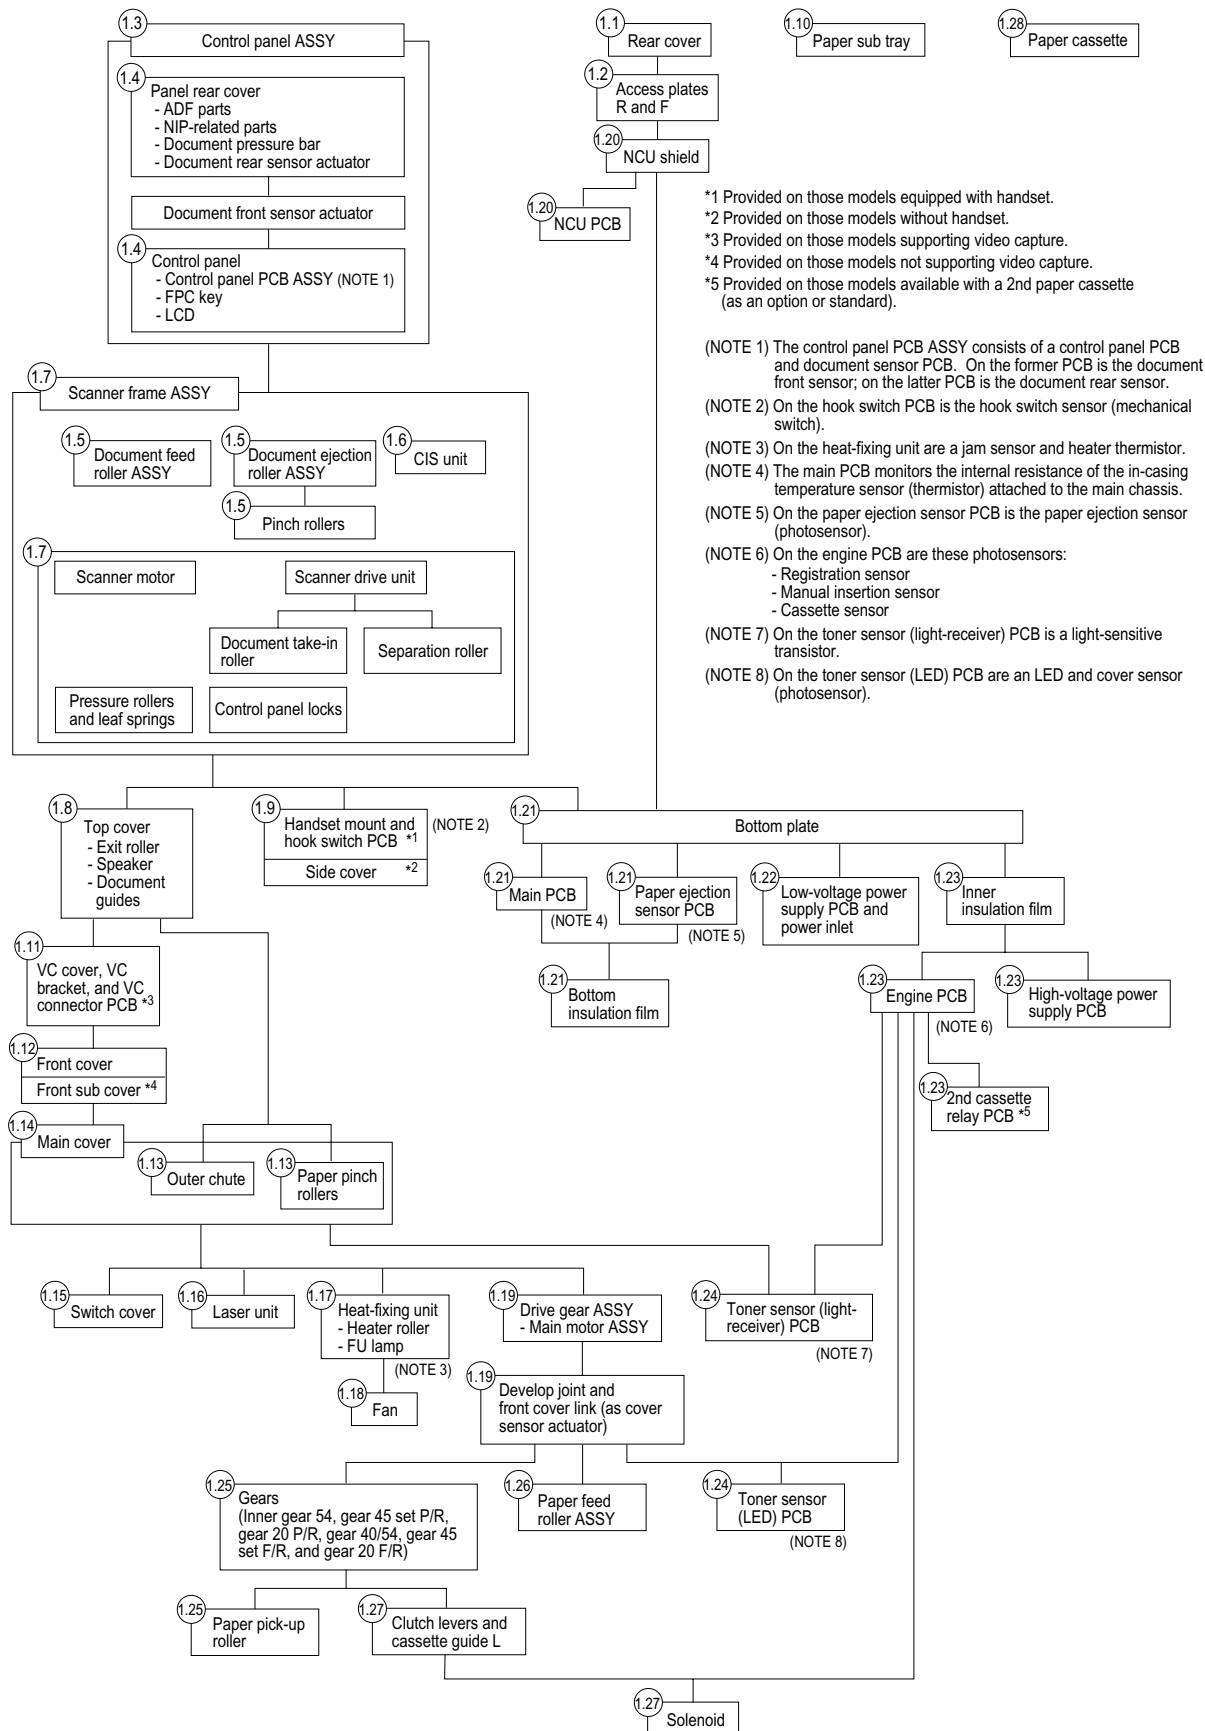 1.3
Control panel ASSY
1.4
Panel rear cover
- ADF parts
- NIP-related parts
- Document pressure bar
- Document rear sensor actuator
Document front sensor actuator
1.4
Control panel
- Control panel PCB ASSY (NOTE 1)
- FPC key
- LCD
1.1
Rear cover
1.2
Access plates
R and F
1.20
NCU shield
1.20
NCU PCB
1.10
Paper sub tray
1.28
Paper cassette
*1 Provided on those models equipped with handset.
*2 Provided on those models without handset.
*3 Provided on those models supporting video capture.
*4 Provided on those models not supporting video capture.
*5 Provided on those models available with a 2nd paper cassette
(as an option or standard).
(NOTE 1) The control panel PCB ASSY consists of a control panel PCB
and document sensor PCB. On the former PCB is the document
front sensor; on the latter PCB is the document rear sensor.
(NOTE 2) On the hook switch PCB is the hook switch sensor (mechanical
switch).
(NOTE 3) On the heat-fixing unit are a jam sensor and heater thermistor.
(NOTE 4) The main PCB monitors the internal resistance of the in-casing
temperature sensor (thermistor) attached to the main chassis.
(NOTE 5) On the paper ejection sensor PCB is the paper ejection sensor
(photosensor).
(NOTE 6) On the engine PCB are these photosensors:
- Registration sensor
- Manual insertion sensor
- Cassette sensor
(NOTE 7) On the toner sensor (light-receiver) PCB is a light-sensitive
transistor.
(NOTE 8) On the toner sensor (LED) PCB are an LED and cover sensor
(photosensor).
1.7
Scanner frame ASSY
1.5
Document feed
roller ASSY
1.5
Document ejection
roller ASSY
1.6
CIS unit
1.5
Pinch rollers
1.7
Scanner motor
Scanner drive unit
Document take-in
roller
Separation roller
Pressure rollers
and leaf springs
Control panel locks
1.8
Top cover
- Exit roller
- Speaker
- Document
guides
1.9
Handset mount and
hook switch PCB *1
(NOTE 2)
Side cover *2
1.21
Bottom plate
1.21
Main PCB
(NOTE 4)
1.21
Paper ejection
sensor PCB
(NOTE 5)
1.22
Low-voltage power
supply PCB and
power inlet
1.23
Inner
insulation film
1.21
Bottom
insulation film
1.23
Engine PCB
(NOTE 6)
1.23
High-voltage power
supply PCB
1.23
2nd cassette
relay PCB *5
1.11
VC cover, VC
bracket, and VC
connector PCB *3
1.12
Front cover
Front sub cover *4
1.14
Main cover
1.13
Outer chute
1.13
Paper pinch
rollers
1.15
Switch cover
1.16
Laser unit
1.17
Heat-fixing unit
- Heater roller
- FU lamp
(NOTE 3)
1.18
Fan
1.19
Drive gear ASSY
- Main motor ASSY
1.24
Toner sensor (light-
receiver) PCB
(NOTE 7)
1.19
Develop joint and
front cover link (as cover
sensor actuator)
1.25
Gears
(Inner gear 54, gear 45 set P/R,
gear 20 P/R, gear 40/54, gear 45
set F/R, and gear 20 F/R)
1.26
Paper feed
roller ASSY
1.24
Toner sensor
(LED) PCB
(NOTE 8)
1.25
Paper pick-up
roller
1.27
Clutch levers and
cassette guide L
1.27
Solenoid